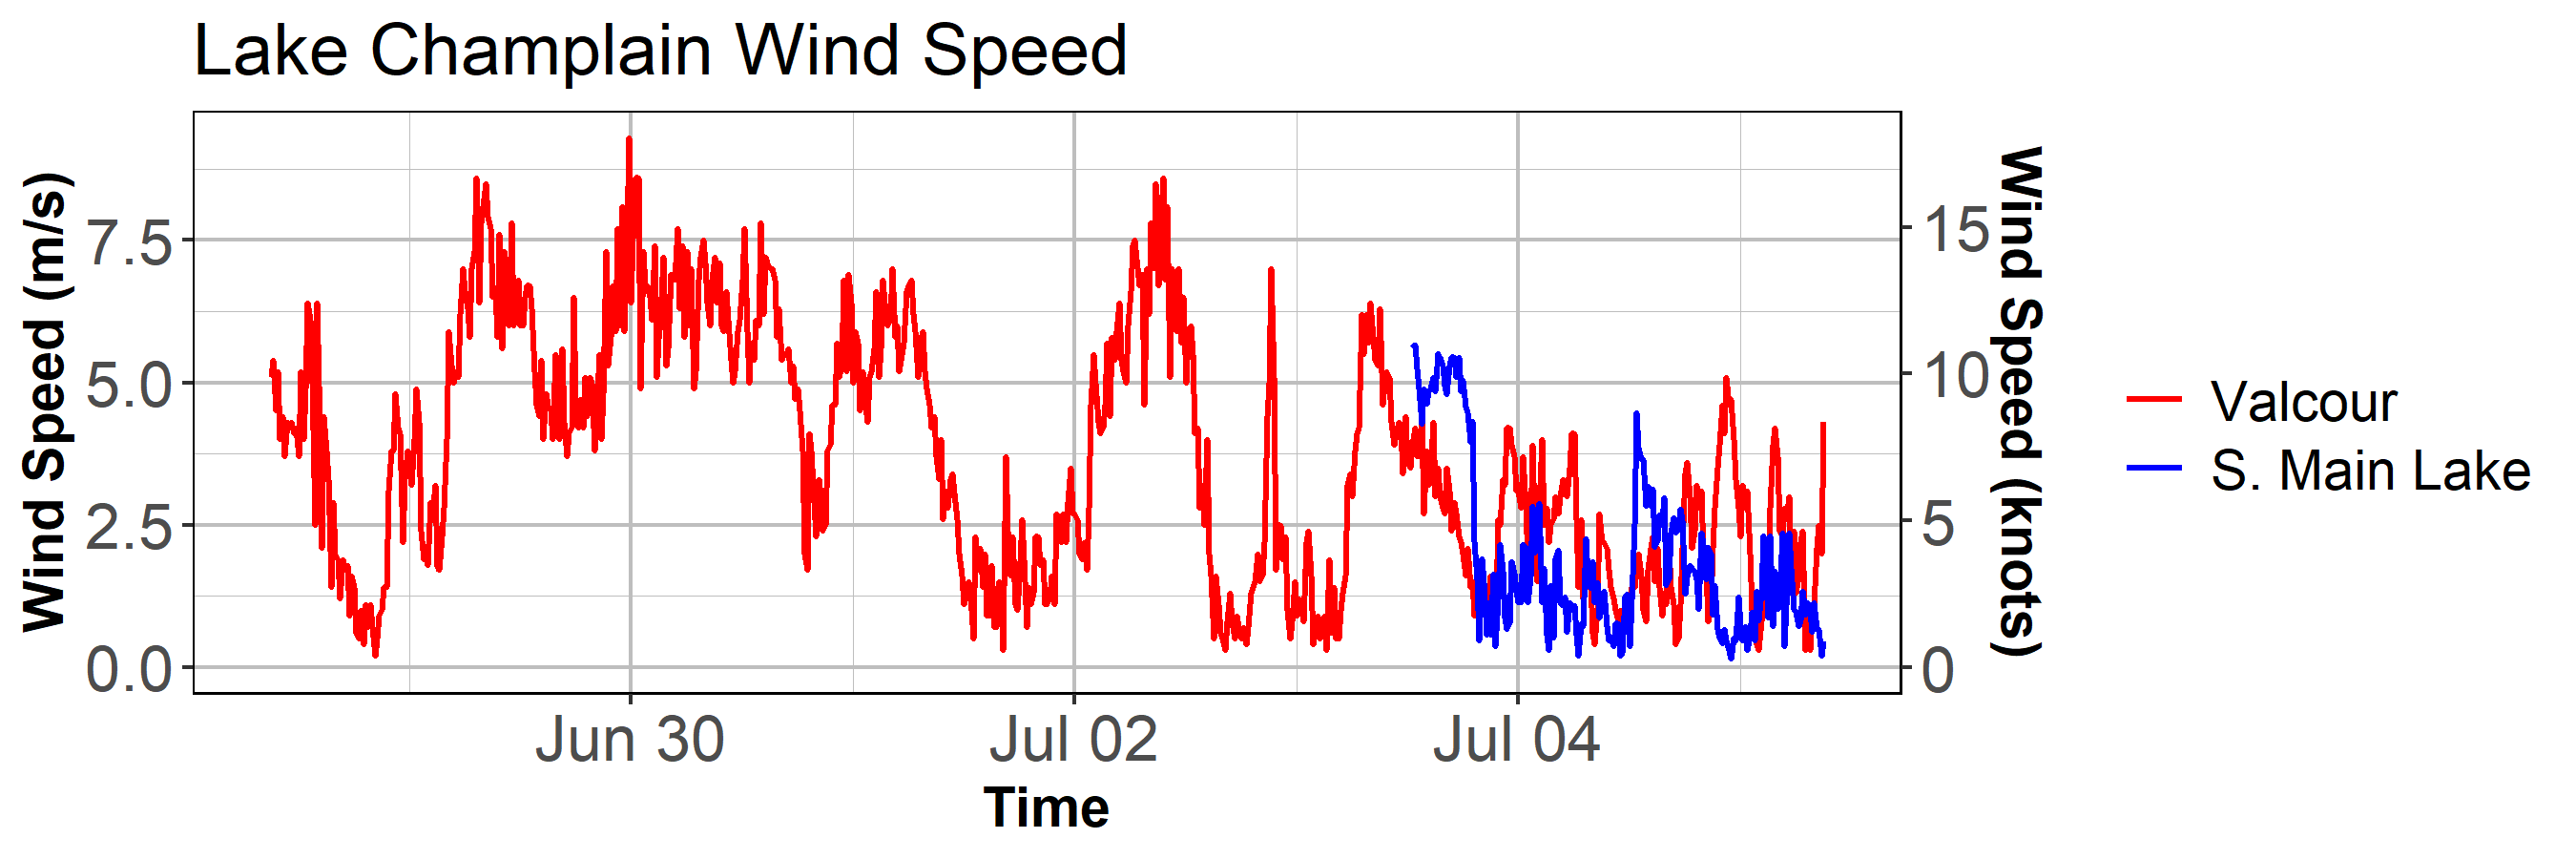 Lake Champlain Wind Speed
Wind Speed (m/s)
7.5
5.0
2.5
0.0
15
10
5
0
Wind Speed (knots)
Jun 30
Jul 02
Jul 04
Time
Valcour
S. Main Lake